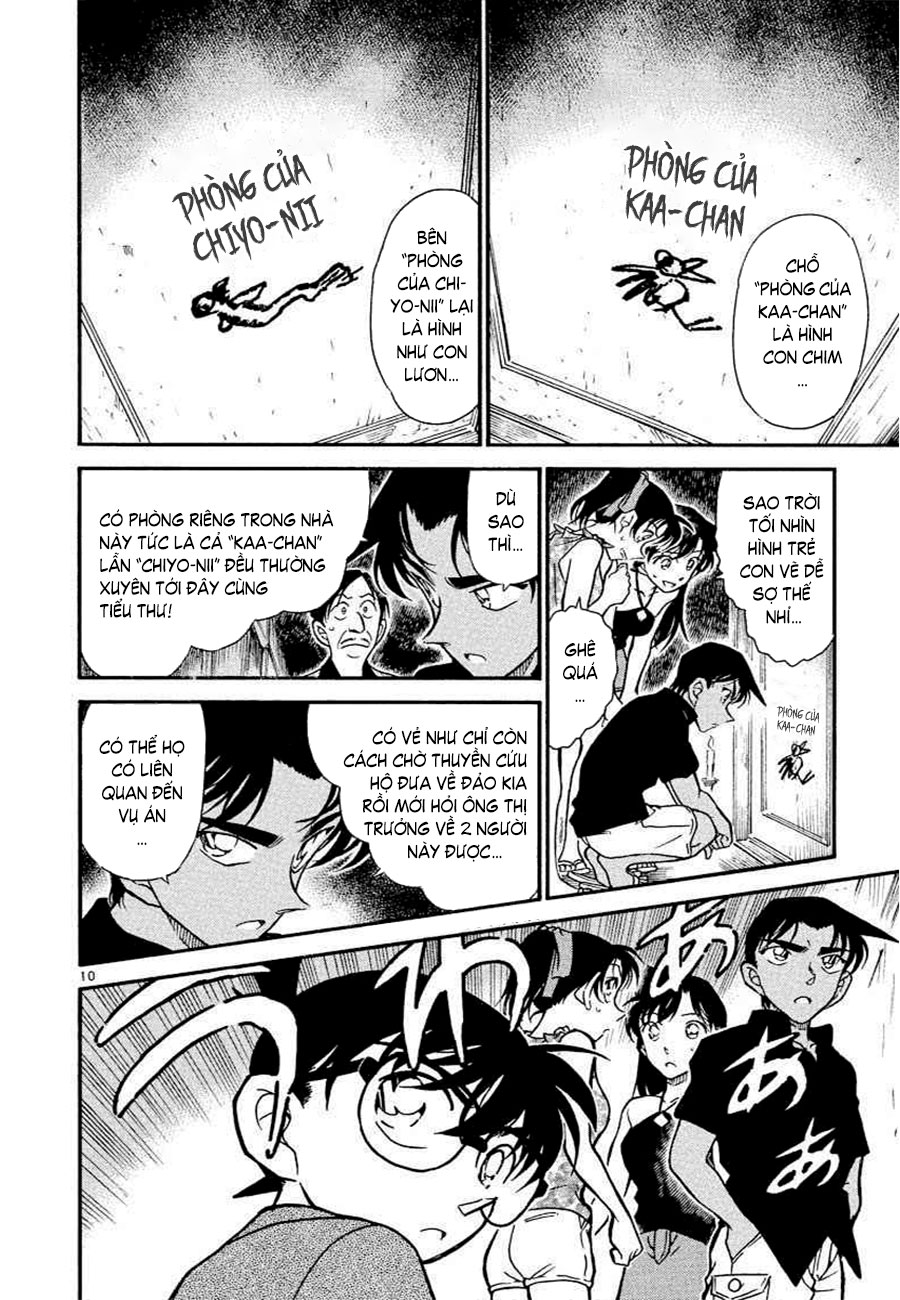 PHÒNG CỦA
KAA-CHAN
CHỖ
"PHÒNG CỦA
KAA-CHAN"
LÀ HÌNH
CON CHIM
...
PHÒNG CỦA
CHIYO-NII
BÊN
"PHÒNG
CỦA CHI-
YO-NII" LẠI
LÀ HÌNH
NHƯ CON
LƯƠN...
SAO TRỜI
TỐI NHÌN
HÌNH TRẺ
CON VẼ DỄ
SỢ THẾ
NHỈ...
GHÊ
QUÁ
...
PHÒNG CỦA
KAA-CHAN
DÙ
SAO
THÌ...
CÓ PHÒNG RIÊNG TRONG NHÀ
NÀY TỨC LÀ CẢ "KAA-CHAN"
LẪN "CHIYO-NII" ĐỀU THƯỜNG
XUYÊN TỚI ĐÂY CÙNG
TIỂU THƯ!
CÓ VẺ NHƯ CHỈ CÒN
CÁCH CHỜ THUYỀN CỨU
HỘ ĐƯA VỀ ĐẢO KIA
RỒI MỚI HỎI ÔNG THỊ
TRƯỞNG VỀ 2 NGƯỜI
NÀY ĐƯỢC...
CÓ THỂ HỌ
CÓ LIÊN
QUAN ĐẾN
VỤ ÁN
...
10
うわあああ